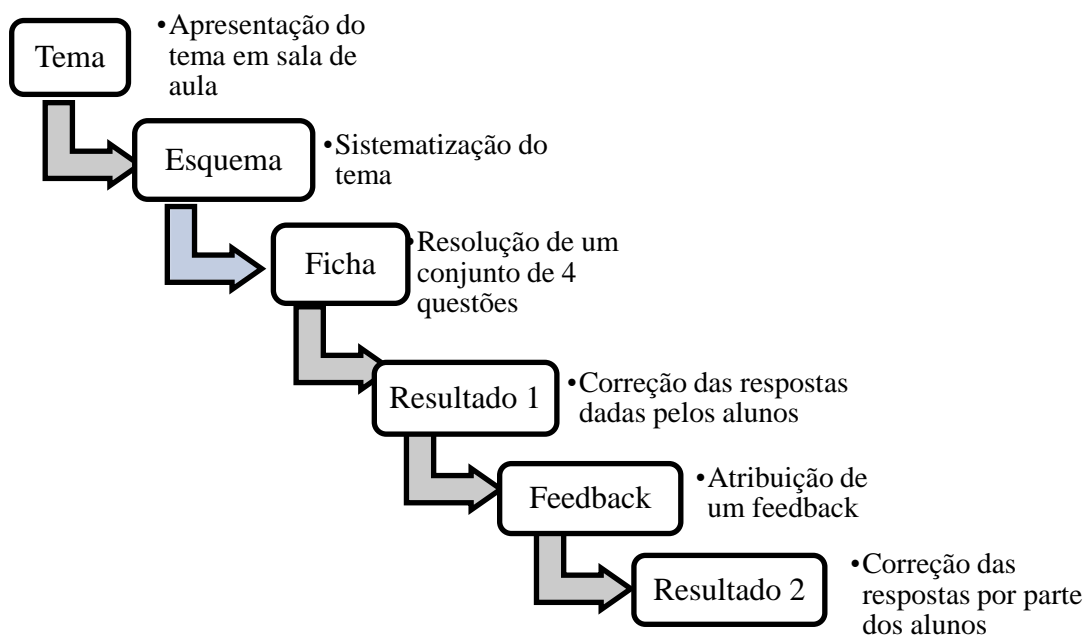 Tema
•Apresentação do
tema em sala de
aula
Esquema
•Sistematização do
tema
Ficha
•Resolução de um
conjunto de 4
questões
Resultado 1
•Correção das respostas
dadas pelos alunos
Feedback
•Atribuição de
um feedback
Resultado 2
•Correção das
respostas por parte
dos alunos